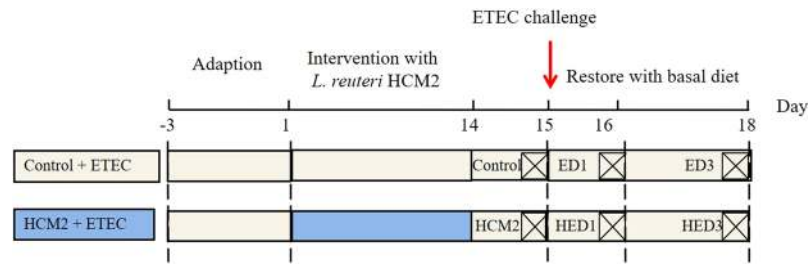 ETEC challenge
Adaption
Intervention with
L. reuteri HCM2
Restore with basal diet
Day
-3 1 14 15 16 18
Control + ETEC Control ED1 ED3
HCM2 + ETEC HCM2 HED1 HED3